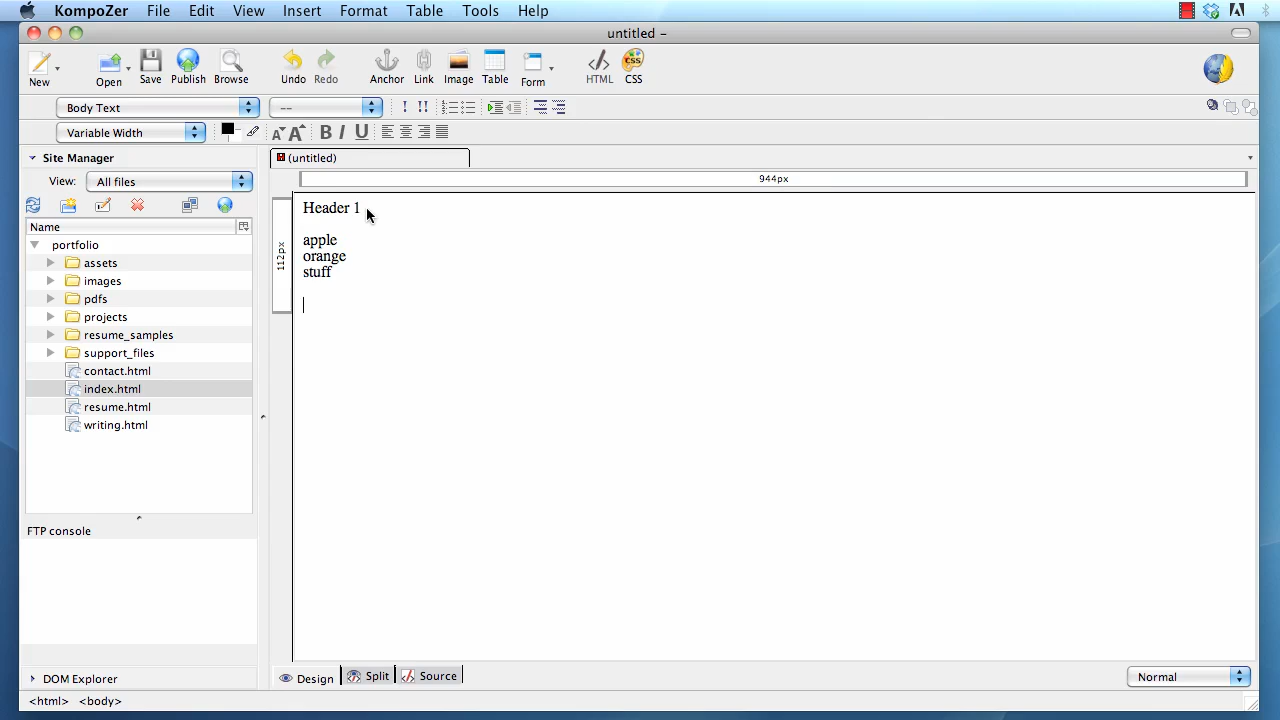 KompoZer File Edit View Insert Format Table Tools Help
untitled –
New Open Save Publish Browse Undo Redo Anchor Link Image Table Form HTML CSS
Body Text -- ! !!
Variable Width B I U
Site Manager
(untitled)
View: All files
944px
Name
112px
portfolio
assets
images
pdfs
projects
resume_samples
support_files
contact.html
index.html
resume.html
writing.html
Header 1
apple
orange
stuff
FTP console
DOM Explorer
Design Split Source Normal
<html> <body>